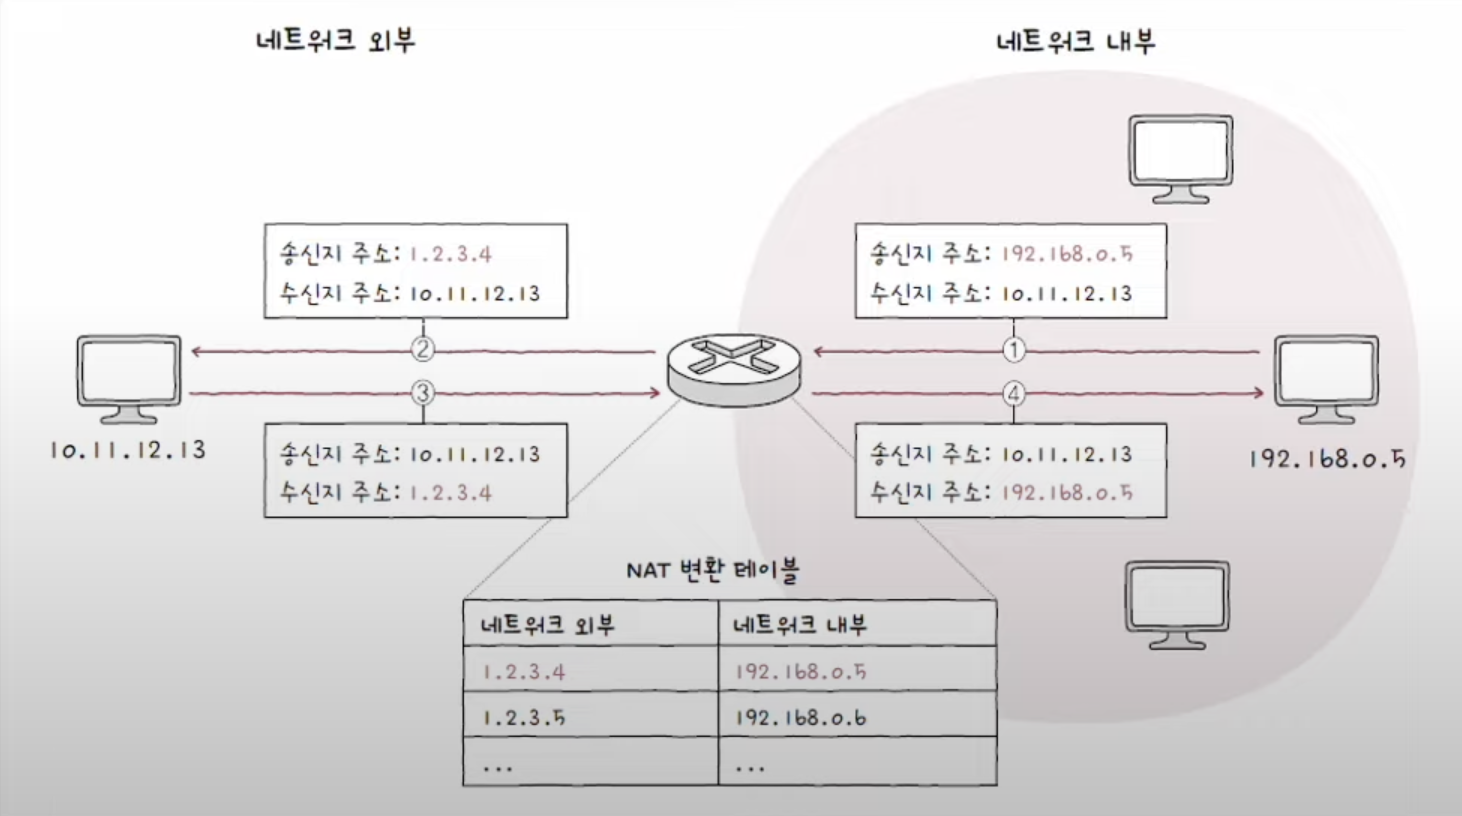 네트워크 외부
네트워크 내부
송신지 주소: 1.2.3.4
수신지 주소: 10.11.12.13
송신지 주소: 192.168.0.5
수신지 주소: 10.11.12.13
②
①
③
④
10.11.12.13
192.168.0.5
송신지 주소: 10.11.12.13
수신지 주소: 1.2.3.4
송신지 주소: 10.11.12.13
수신지 주소: 192.168.0.5
NAT 변환 테이블
네트워크 외부 네트워크 내부
1.2.3.4 192.168.0.5
1.2.3.5 192.168.0.6
... ...